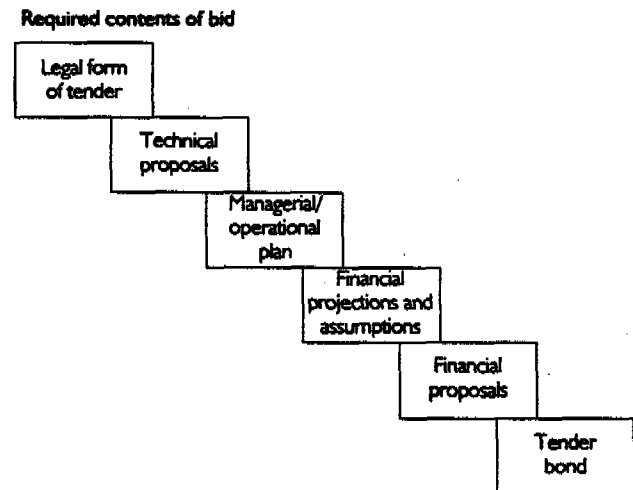 Required contents of bid
Legal form
of tender
Technical
proposals
Managerial/
operational
plan
Financial
projections and
assumptions
Financial
proposals
Tender
bond